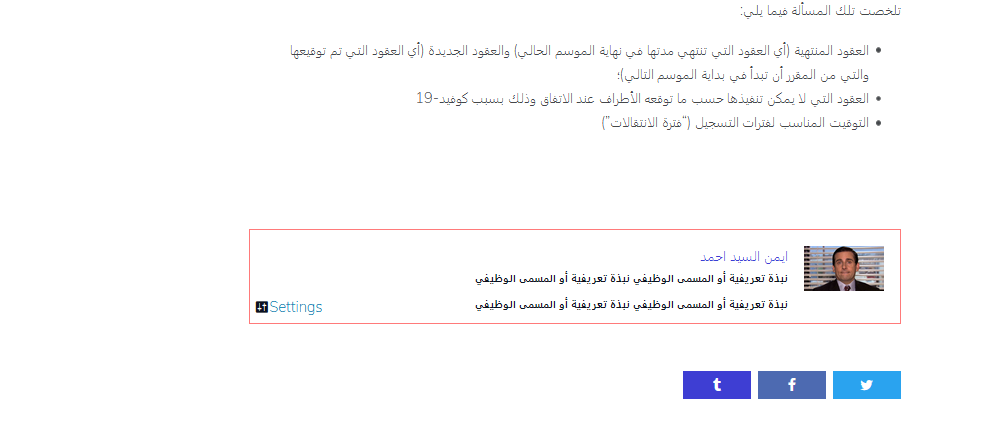 تلخصت تلك المسألة فيما يلي:
العقود المنتهية (أي العقود التي تنتهي مدتها في نهاية الموسم الحالي) والعقود الجديدة (أي العقود التي تم توقيعها
والتي من المقرر أن تبدأ في بداية الموسم التالي)؛
العقود التي لا يمكن تنفيذها حسب ما توقعه الأطراف عند الاتفاق وذلك بسبب كوفيد-19
التوقيت المناسب لفترات التسجيل ("فترة الانتقالات")
ايمن السيد احمد
نبذة تعريفية أو المسمى الوظيفي نبذة تعريفية أو المسمى الوظيفي
نبذة تعريفية أو المسمى الوظيفي نبذة تعريفية أو المسمى الوظيفي
Settings